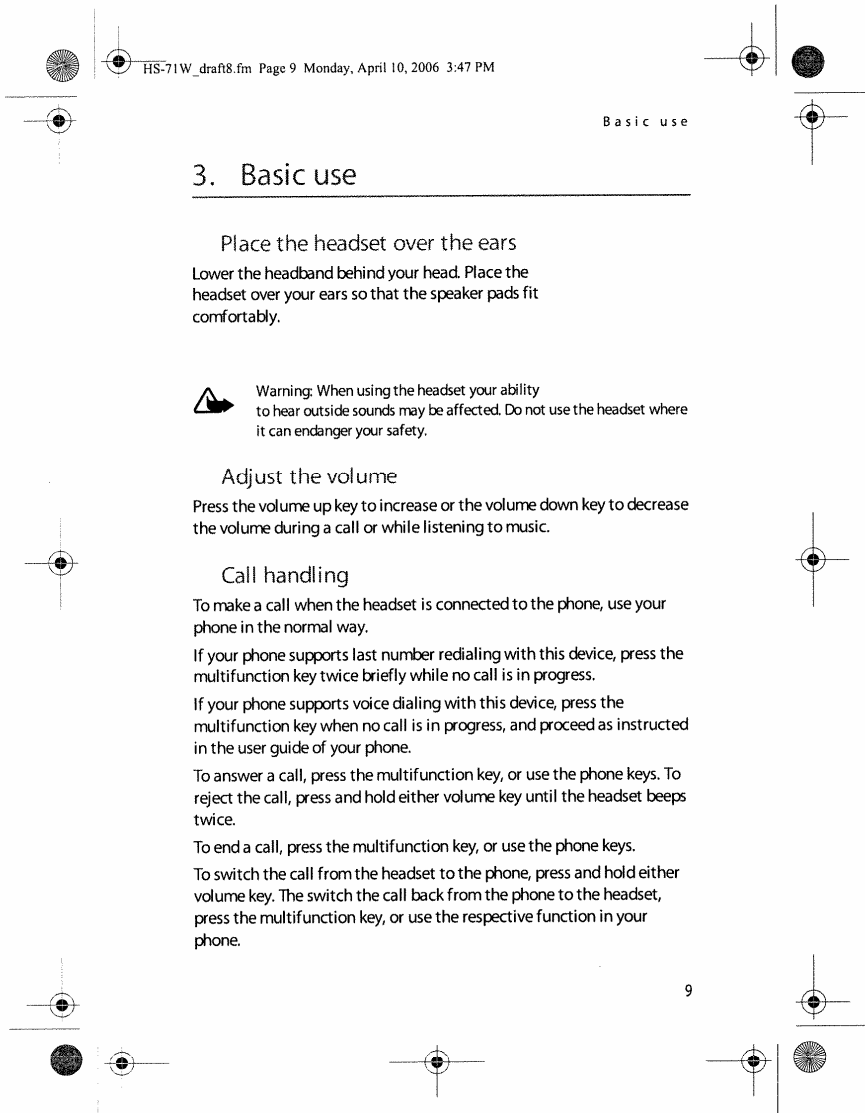 HS-71W_draft8.fm Page 9 Monday, April 10, 2006 3:47 PM
Basic use
3. Basic use
Place the headset over the ears
Lower the headband behind your head. Place the
headset over your ears so that the speaker pads fit
comfortably.
Warning: When using the headset your ability
to hear outside sounds may be affected. Do not use the headset where
it can endanger your safety.
Adjust the volume
Press the volume up key to increase or the volume down key to decrease
the volume during a call or while listening to music.
Call handling
To make a call when the headset is connected to the phone, use your
phone in the normal way.
If your phone supports last number redialing with this device, press the
multifunction key twice briefly while no call is in progress.
If your phone supports voice dialing with this device, press the
multifunction key when no call is in progress, and proceed as instructed
in the user guide of your phone.
To answer a call, press the multifunction key, or use the phone keys. To
reject the call, press and hold either volume key until the headset beeps
twice.
To end a call, press the multifunction key, or use the phone keys.
To switch the call from the headset to the phone, press and hold either
volume key. The switch the call back from the phone to the headset,
press the multifunction key, or use the respective function in your
phone.
9